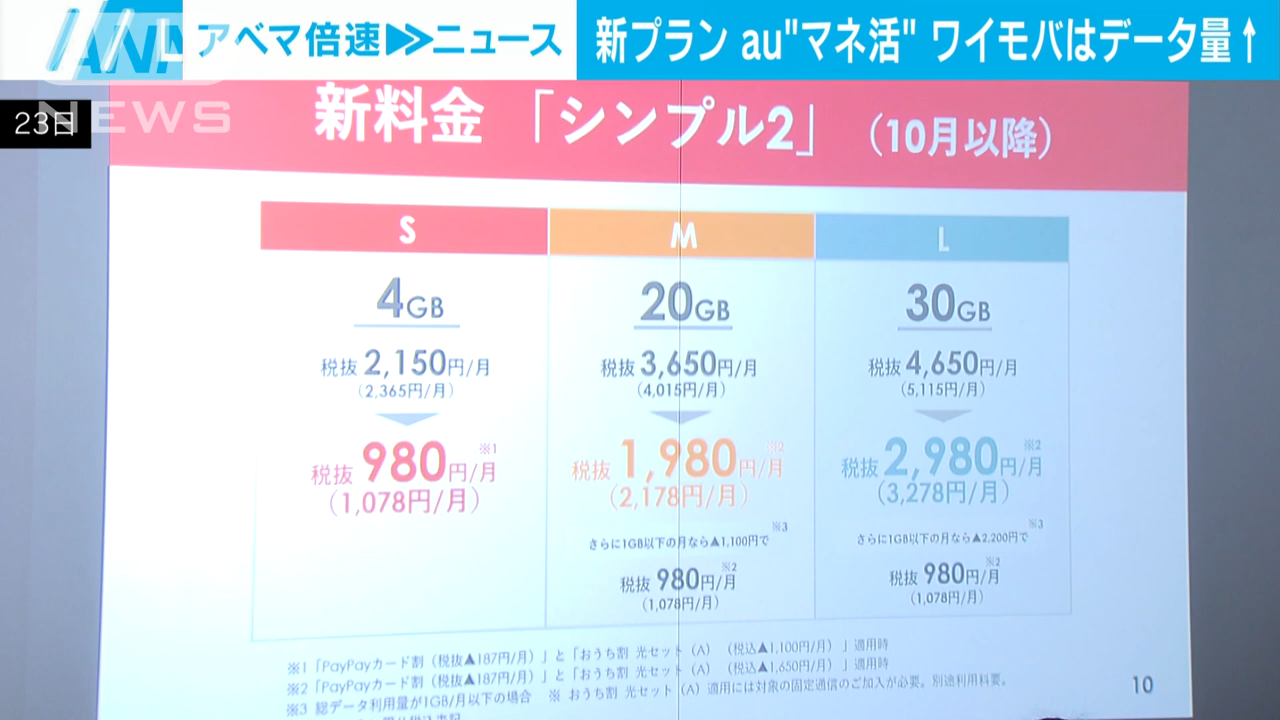 ANN NEWS
アベマ倍速▶▶ニュース
新プラン au"マネ活" ワイモバはデータ量↑
23日
新料金 「シンプル2」 (10月以降)
S M L
4GB 20GB 30GB
税抜 2,150円/月 税抜 3,650円/月 税抜 4,650円/月
(2,365円/月) (4,015円/月) (5,115円/月)
税抜 980円/月 ※1 税抜 1,980円/月 ※2 税抜 2,980円/月 ※2
(1,078円/月) (2,178円/月) (3,278円/月)
さらに1GB以下の月なら▲1,100円で ※3 さらに1GB以下の月なら▲2,200円で ※3
税抜 980円/月 ※2 税抜 980円/月 ※2
(1,078円/月) (1,078円/月)
※1「PayPayカード割(税抜▲187円/月)」と「おうち割 光セット(A) (税込▲1,100円/月)」適用時
※2「PayPayカード割(税抜▲187円/月)」と「おうち割 光セット(A) (税込▲1,650円/月)」適用時
※3 総データ利用量が1GB/月以下の場合 ※ おうち割 光セット(A)適用には対象の固定通信のご加入が必要。別途利用料要。
10